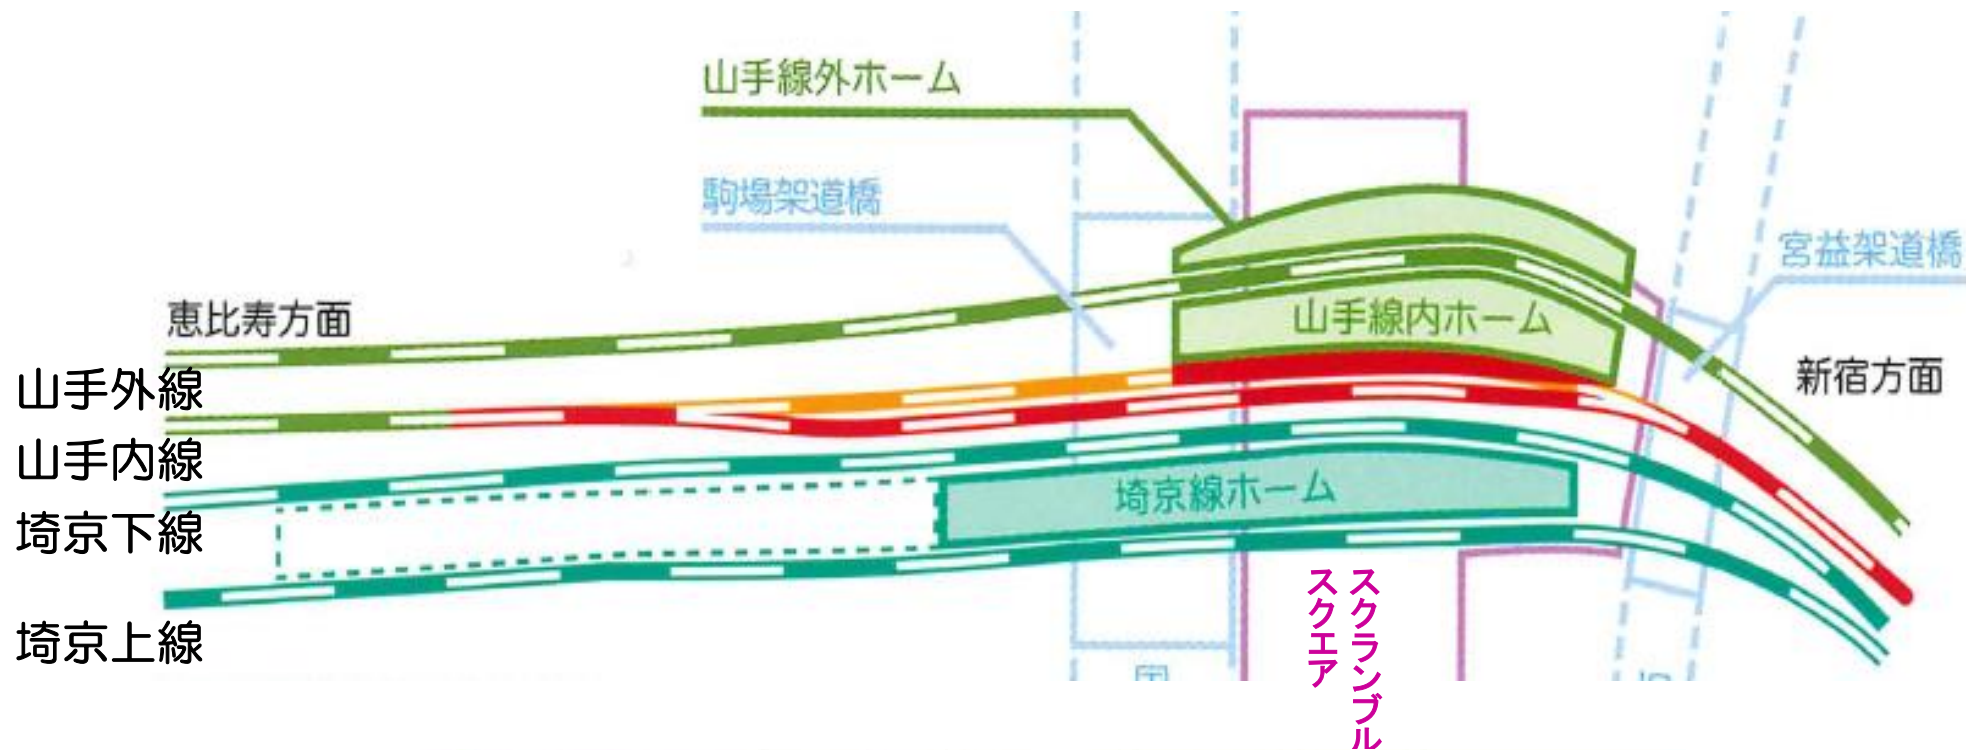 山手線外ホーム
駒場架道橋
宮益架道橋
恵比寿方面
山手線内ホーム
新宿方面
山手外線
山手内線
埼京線ホーム
埼京下線
埼京上線
スクランブル
スクエア